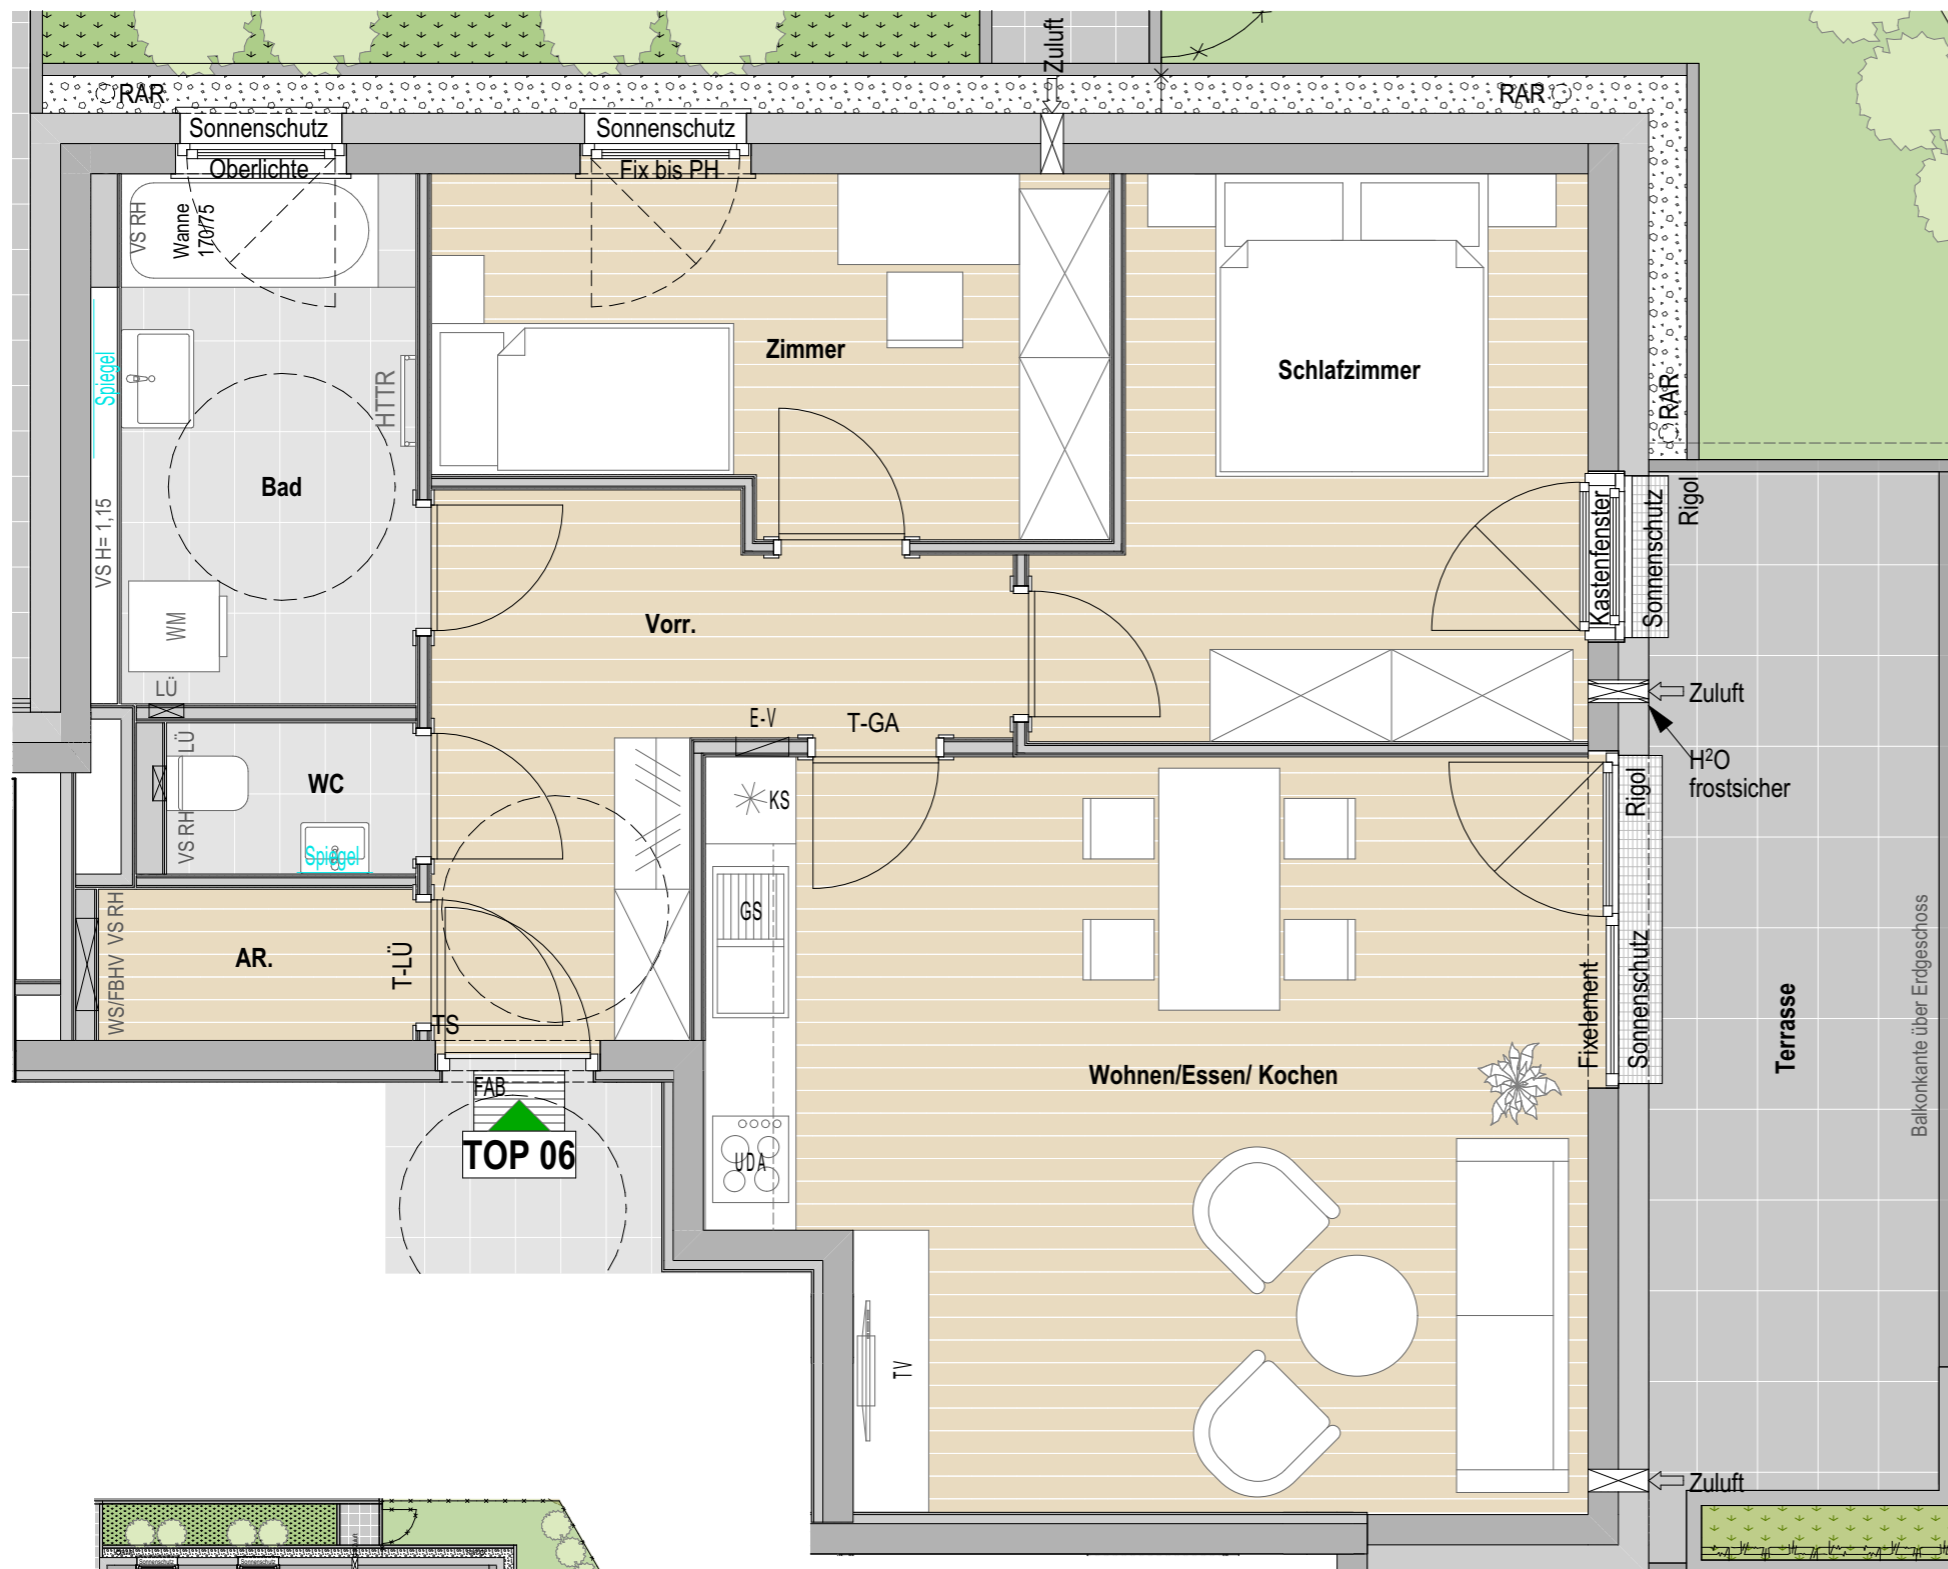 Zuluft
RAR
RAR
Sonnenschutz
Sonnenschutz
Oberlichte
Fix bis PH
VS RH
Wanne
170/75
Zimmer
Schlafzimmer
Spiegel
HTTR
RAR
Bad
VS H= 1,15
Kastenfenster
Sonnenschutz
Rigol
WM
Vorr.
LÜ
Zuluft
E-V
T-GA
LÜ
H²O
frostsicher
WC
KS
Rigol
VS RH
Spiegel
GS
WS/FBHV VS RH
AR.
T-LÜ
TS
Fixelement
Sonnenschutz
Terrasse
Balkonkante über Erdgeschoss
Wohnen/Essen/ Kochen
FAB
TOP 06
UDA
TV
Zuluft
Sonnenschutz
Sonnenschutz